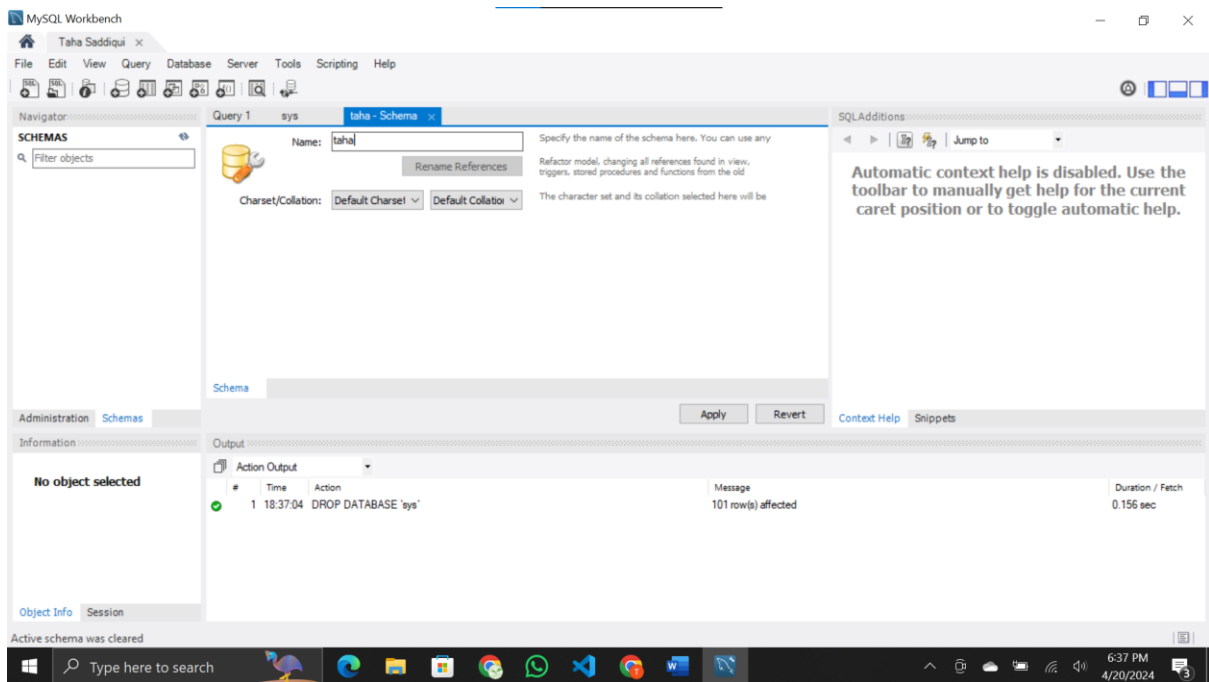 MySQL Workbench
Taha Saddiqui
File Edit View Query Database Server Tools Scripting Help
Navigator
SCHEMAS
Filter objects
Administration Schemas
Information
No object selected
Object Info Session
Query 1 sys taha - Schema
Name: taha
Specify the name of the schema here. You can use any
Rename References
Refactor model, changing all references found in view,
triggers, stored procedures and functions from the old
Charset/Collation: Default Charset Default Collation
The character set and its collation selected here will be
Schema
Apply Revert
SQLAdditions
Jump to
Automatic context help is disabled. Use the
toolbar to manually get help for the current
caret position or to toggle automatic help.
Context Help Snippets
Output
Action Output
# Time Action Message Duration / Fetch
1 18:37:04 DROP DATABASE `sys` 101 row(s) affected 0.156 sec
Active schema was cleared
Type here to search
6:37 PM
4/20/2024
3